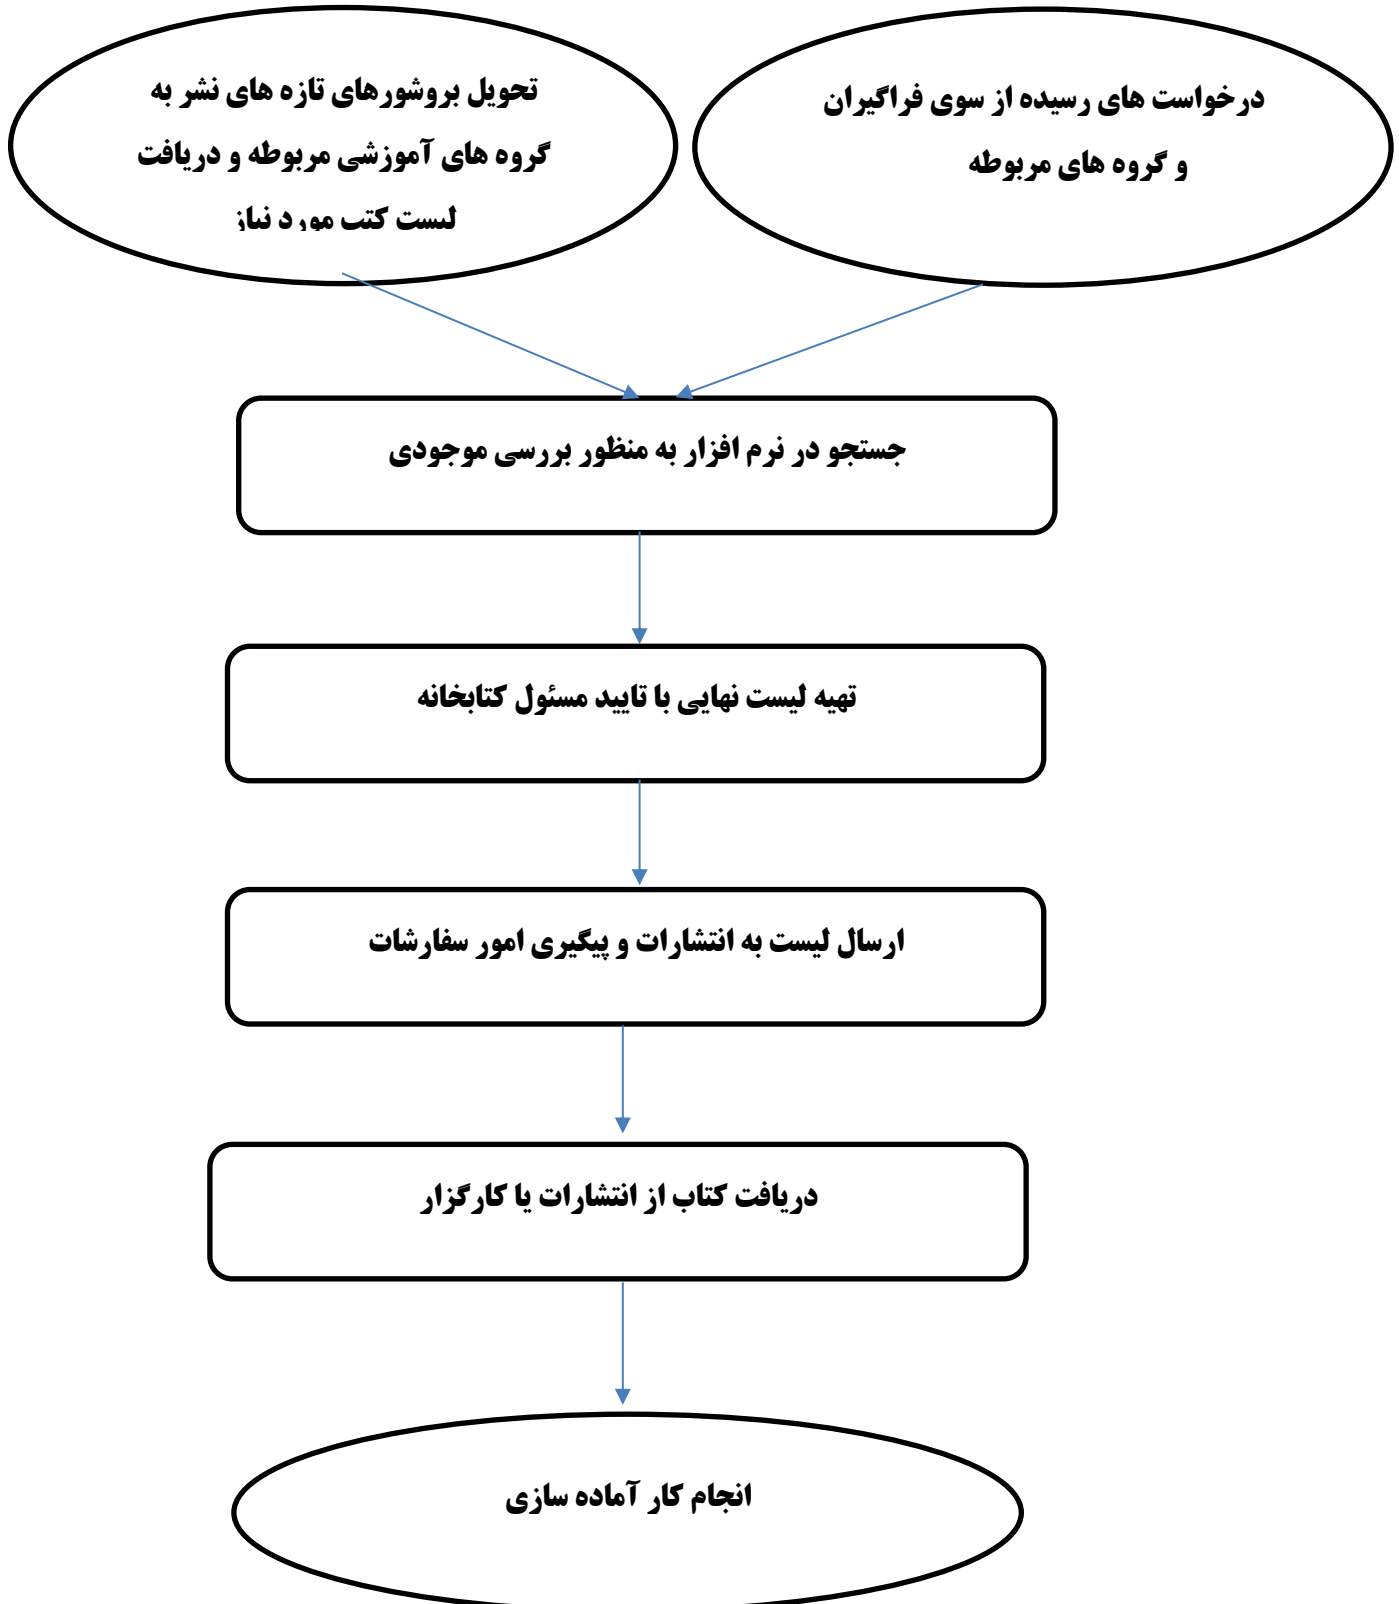 درخواست های رسیده از سوی فراگیران
و گروه های مربوطه
تحویل بروشورهای تازه های نشر به
گروه های آموزشی مربوطه و دریافت
لیست کتب مورد نیاز
جستجو در نرم افزار به منظور بررسی موجودی
تهیه لیست نهایی با تایید مسئول کتابخانه
ارسال لیست به انتشارات و پیگیری امور سفارشات
دریافت کتاب از انتشارات یا کارگزار
انجام کار آماده سازی